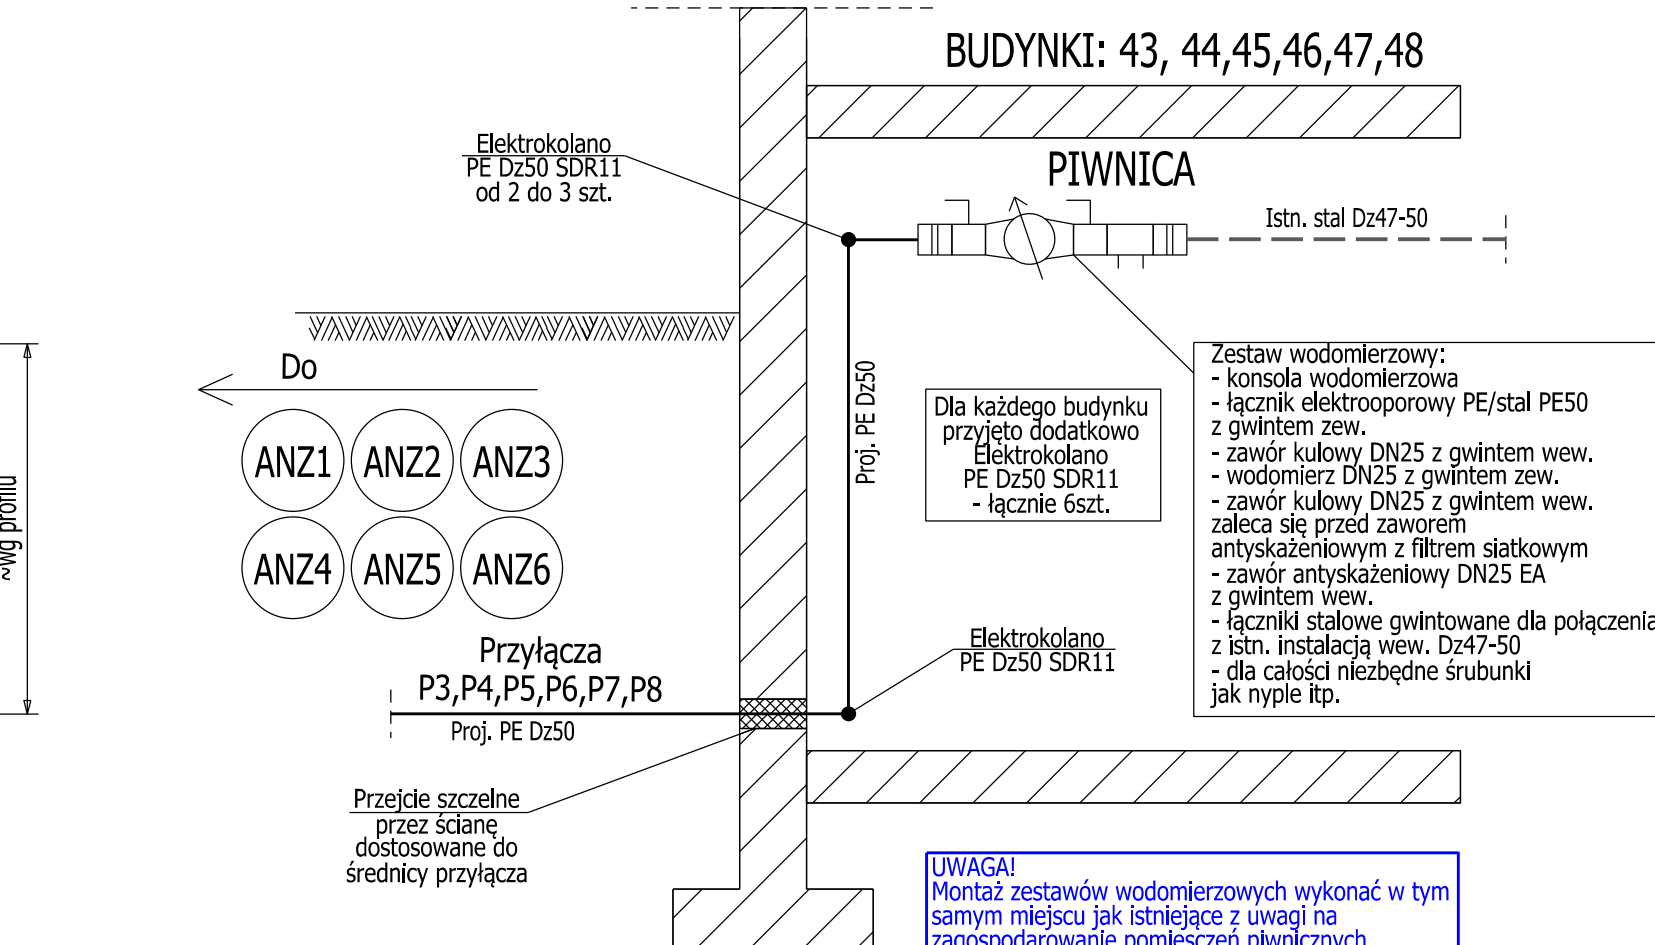 BUDYNKI: 43, 44,45,46,47,48
Elektrokolano
PE Dz50 SDR11
od 2 do 3 szt.
PIWNICA
Istn. stal Dz47-50
Do
ANZ1 ANZ2 ANZ3
ANZ4 ANZ5 ANZ6
~wg profilu
Proj. PE Dz50
Dla każdego budynku
przyjęto dodatkowo
Elektrokolano
PE Dz50 SDR11
- łącznie 6szt.
Zestaw wodomierzowy:
- konsola wodomierzowa
- łącznik elektrooporowy PE/stal PE50
z gwintem zew.
- zawór kulowy DN25 z gwintem wew.
- wodomierz DN25 z gwintem zew.
- zawór kulowy DN25 z gwintem wew.
zaleca się przed zaworem
antyskażeniowym z filtrem siatkowym
- zawór antyskażeniowy DN25 EA
z gwintem wew.
- łączniki stalowe gwintowane dla połączenia
z istn. instalacją wew. Dz47-50
- dla całości niezbędne śrubunki
jak nyple itp.
Elektrokolano
PE Dz50 SDR11
Przyłącza
P3,P4,P5,P6,P7,P8
Proj. PE Dz50
Przejcie szczelne
przez ścianę
dostosowane do
średnicy przyłącza
UWAGA!
Montaż zestawów wodomierzowych wykonać w tym
samym miejscu jak istniejące z uwagi na
zagospodarowanie pomiesczeń piwnicznych